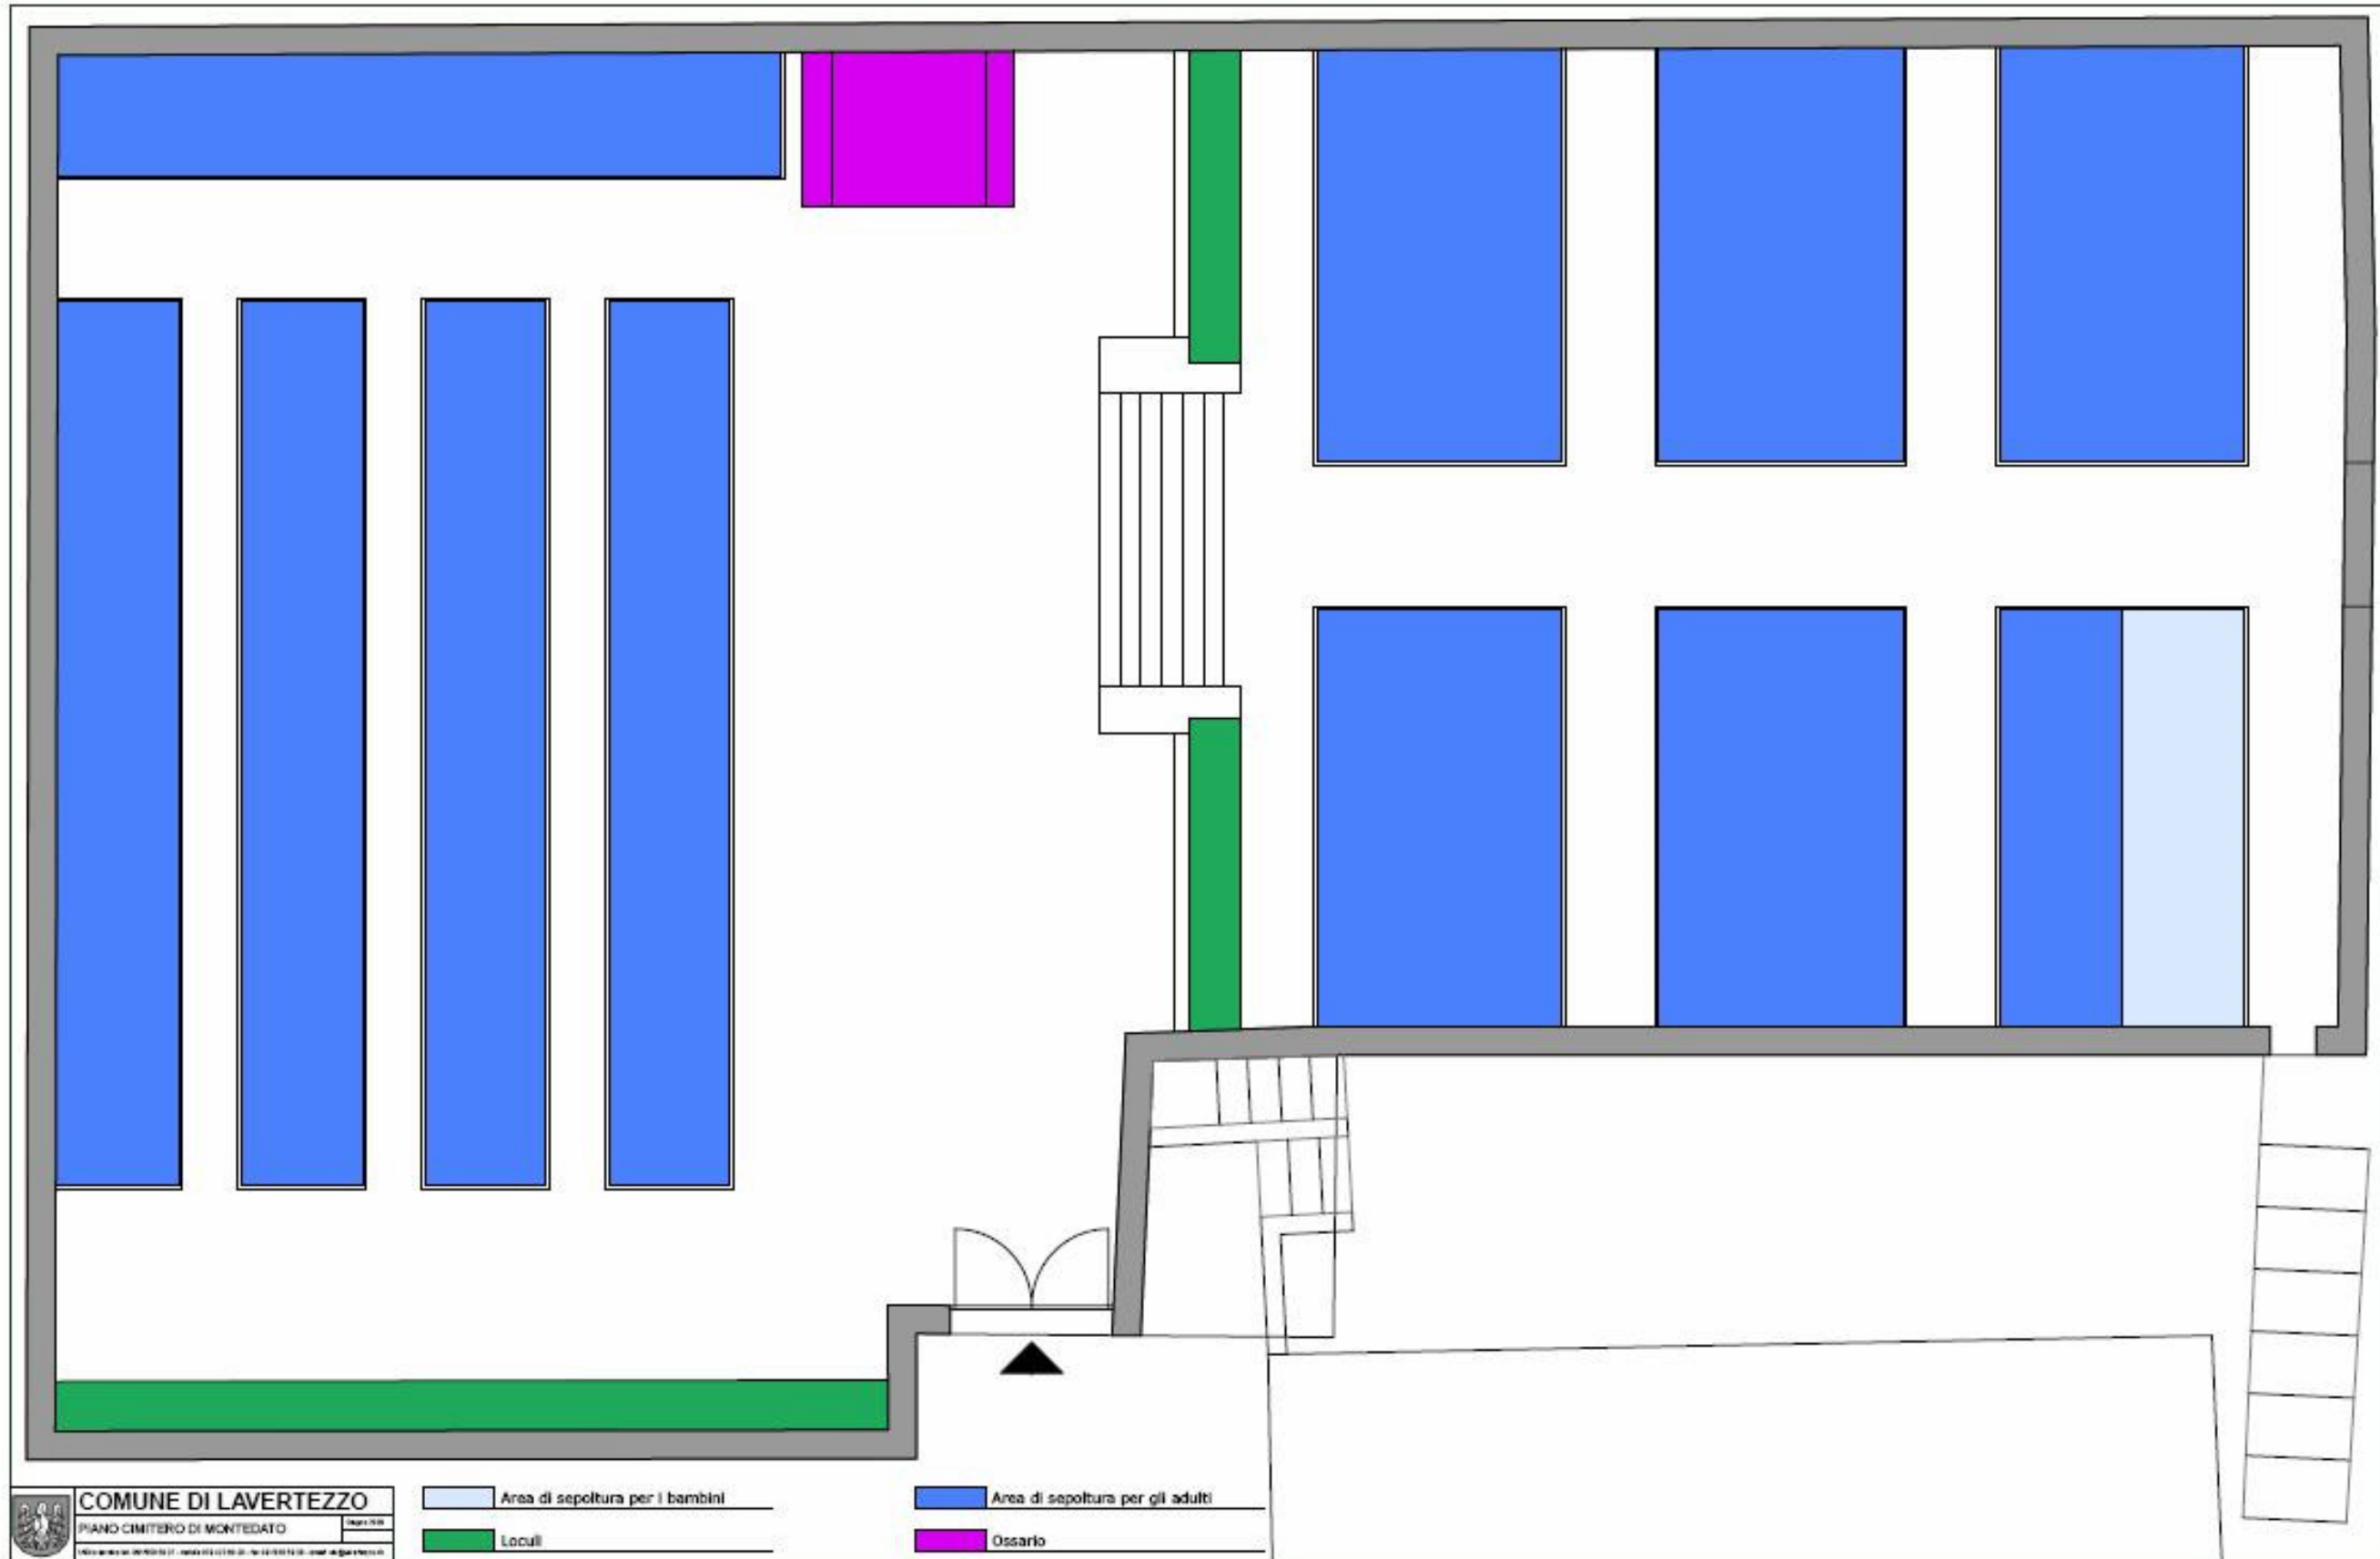 COMUNE DI LAVERTEZZO
PIANO CIMITERO DI MONTEDATO
Area di sepoltura per i bambini
Loculi
Area di sepoltura per gli adulti
Ossario